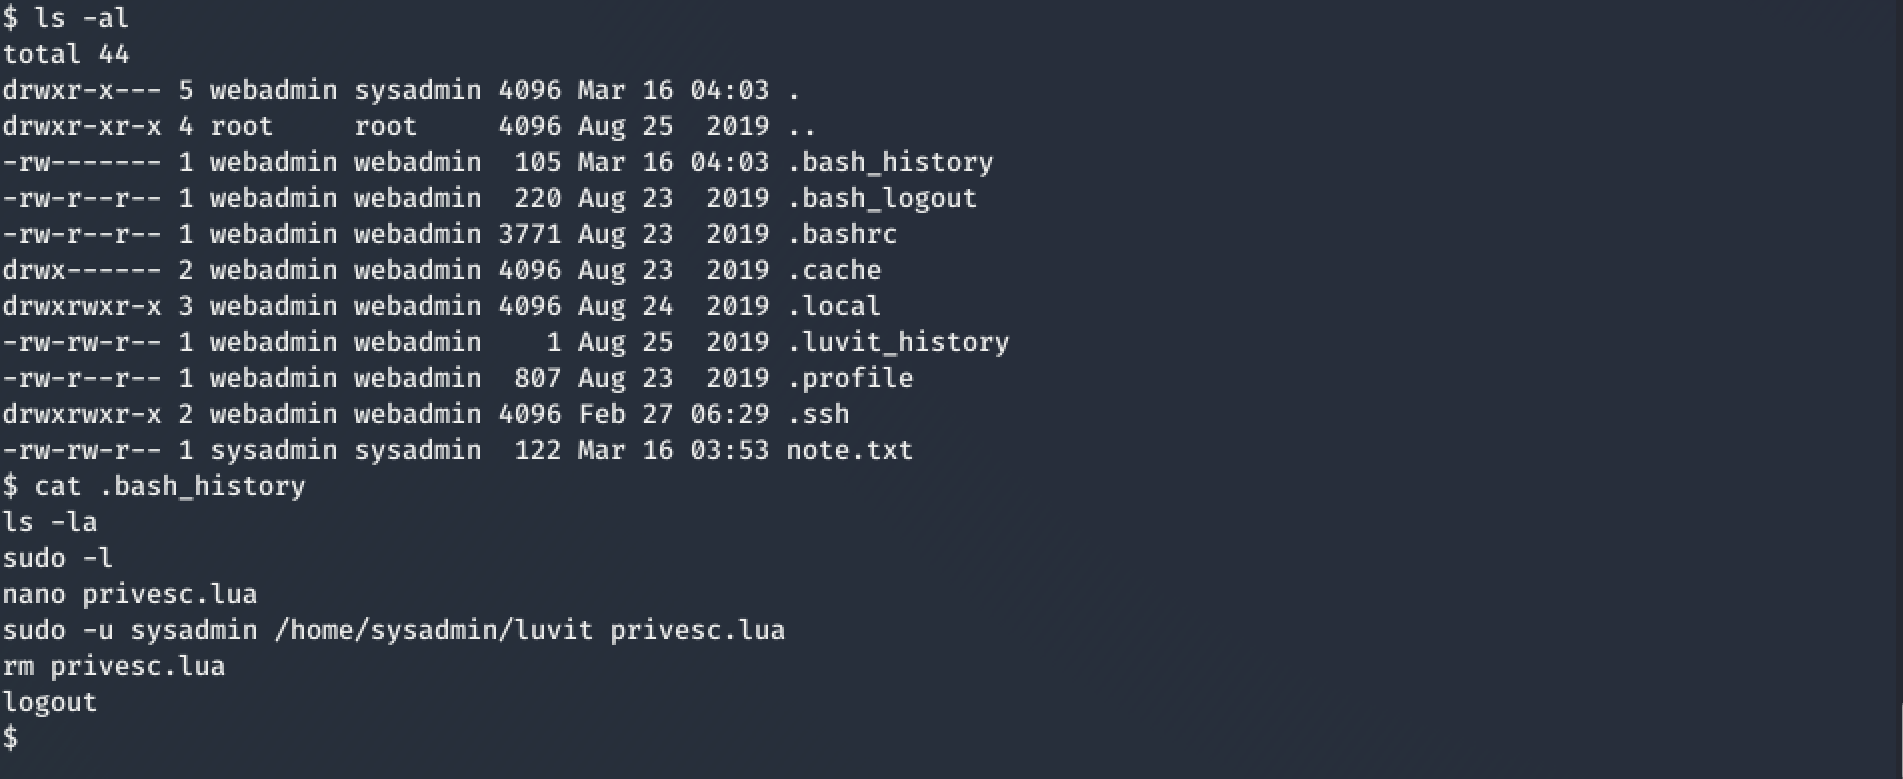 $ ls -al
total 44
drwxr-x--- 5 webadmin sysadmin 4096 Mar 16 04:03 .
drwxr-xr-x 4 root     root     4096 Aug 25  2019 ..
-rw------- 1 webadmin webadmin  105 Mar 16 04:03 .bash_history
-rw-r--r-- 1 webadmin webadmin  220 Aug 23  2019 .bash_logout
-rw-r--r-- 1 webadmin webadmin 3771 Aug 23  2019 .bashrc
drwx------ 2 webadmin webadmin 4096 Aug 23  2019 .cache
drwxrwxr-x 3 webadmin webadmin 4096 Aug 24  2019 .local
-rw-rw-r-- 1 webadmin webadmin    1 Aug 25  2019 .luvit_history
-rw-r--r-- 1 webadmin webadmin  807 Aug 23  2019 .profile
drwxrwxr-x 2 webadmin webadmin 4096 Feb 27 06:29 .ssh
-rw-rw-r-- 1 sysadmin sysadmin  122 Mar 16 03:53 note.txt
$ cat .bash_history
ls -la
sudo -l
nano privesc.lua
sudo -u sysadmin /home/sysadmin/luvit privesc.lua
rm privesc.lua
logout
$